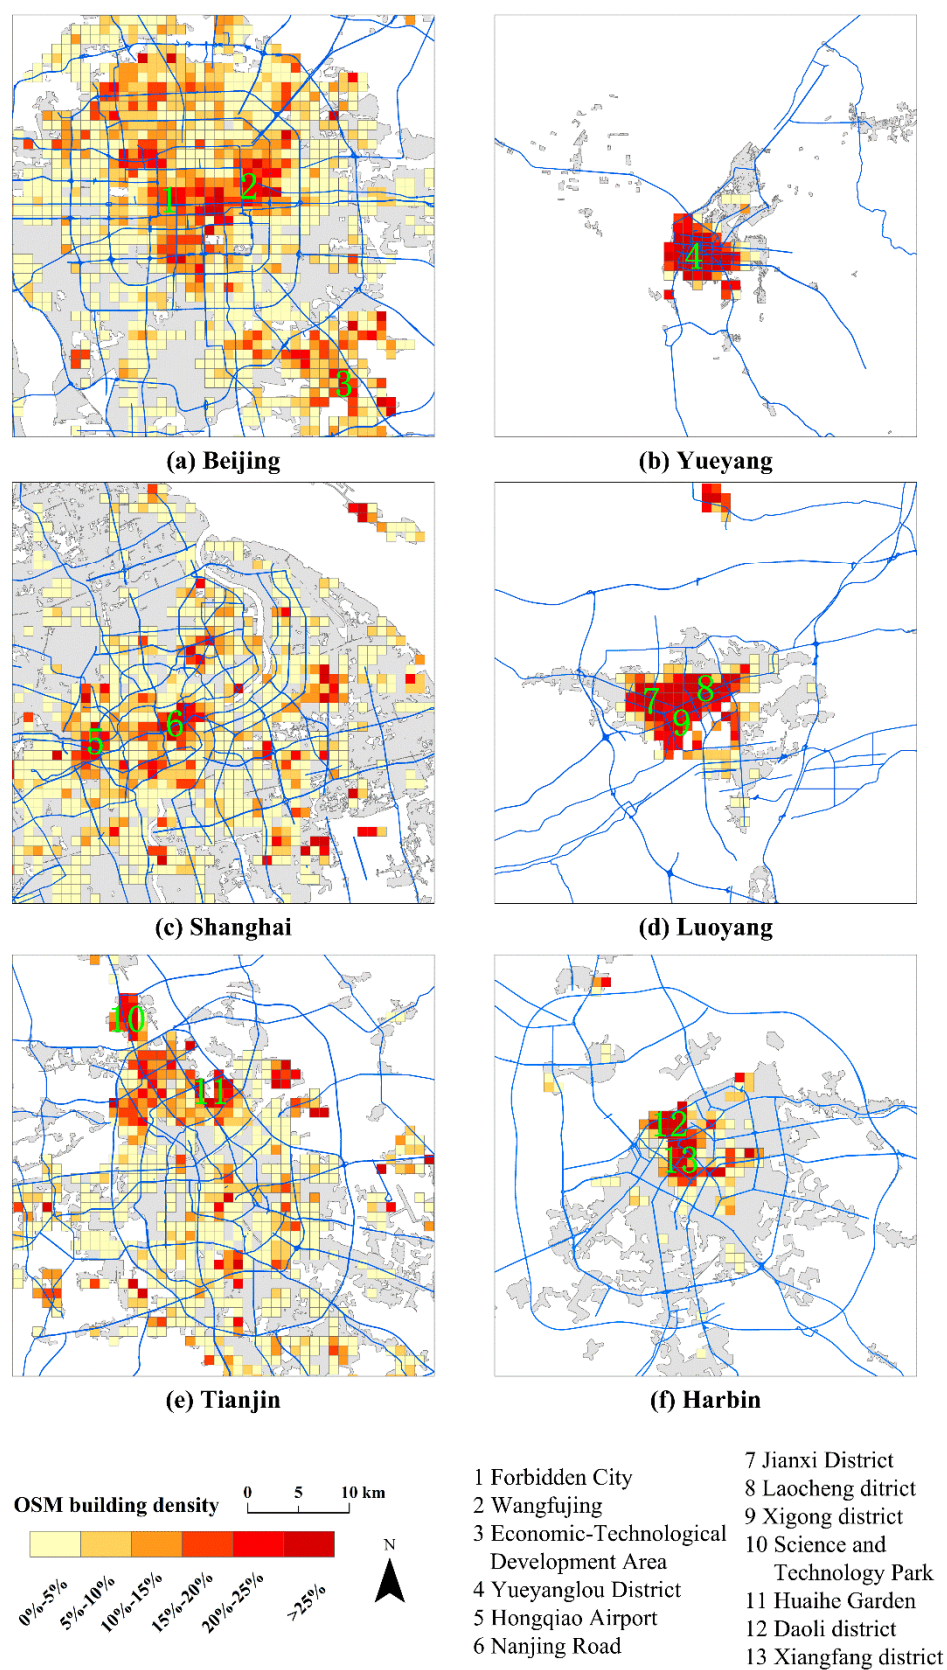 1
2
3
4
(a) Beijing
(b) Yueyang
5
6
7
8
9
(c) Shanghai
(d) Luoyang
10
11
12
13
(e) Tianjin
(f) Harbin
OSM building density
0 5 10 km
N
0%-5%
5%-10%
10%-15%
15%-20%
20%-25%
>25%
1 Forbidden City
2 Wangfujing
3 Economic-Technological
Development Area
4 Yueyanglou District
5 Hongqiao Airport
6 Nanjing Road
7 Jianxi District
8 Laocheng ditrict
9 Xigong district
10 Science and
Technology Park
11 Huaihe Garden
12 Daoli district
13 Xiangfang district